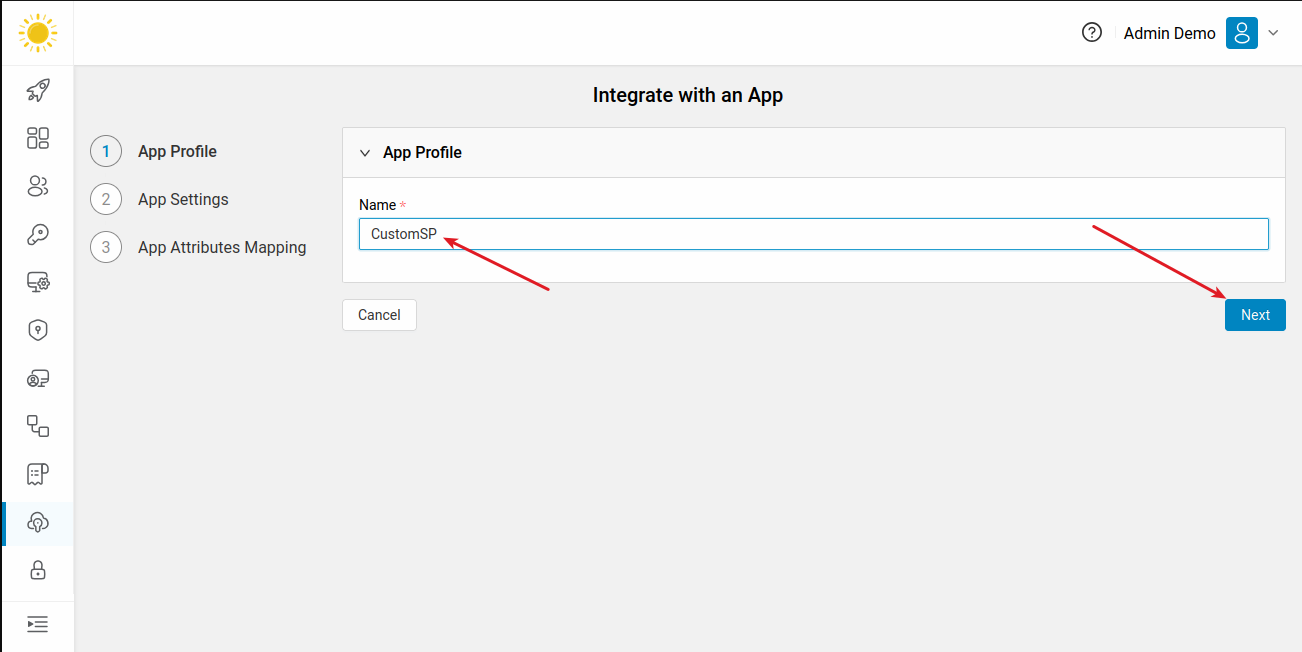 Admin Demo
Integrate with an App
1 App Profile
2 App Settings
3 App Attributes Mapping
App Profile
Name *
CustomSP
Cancel
Next